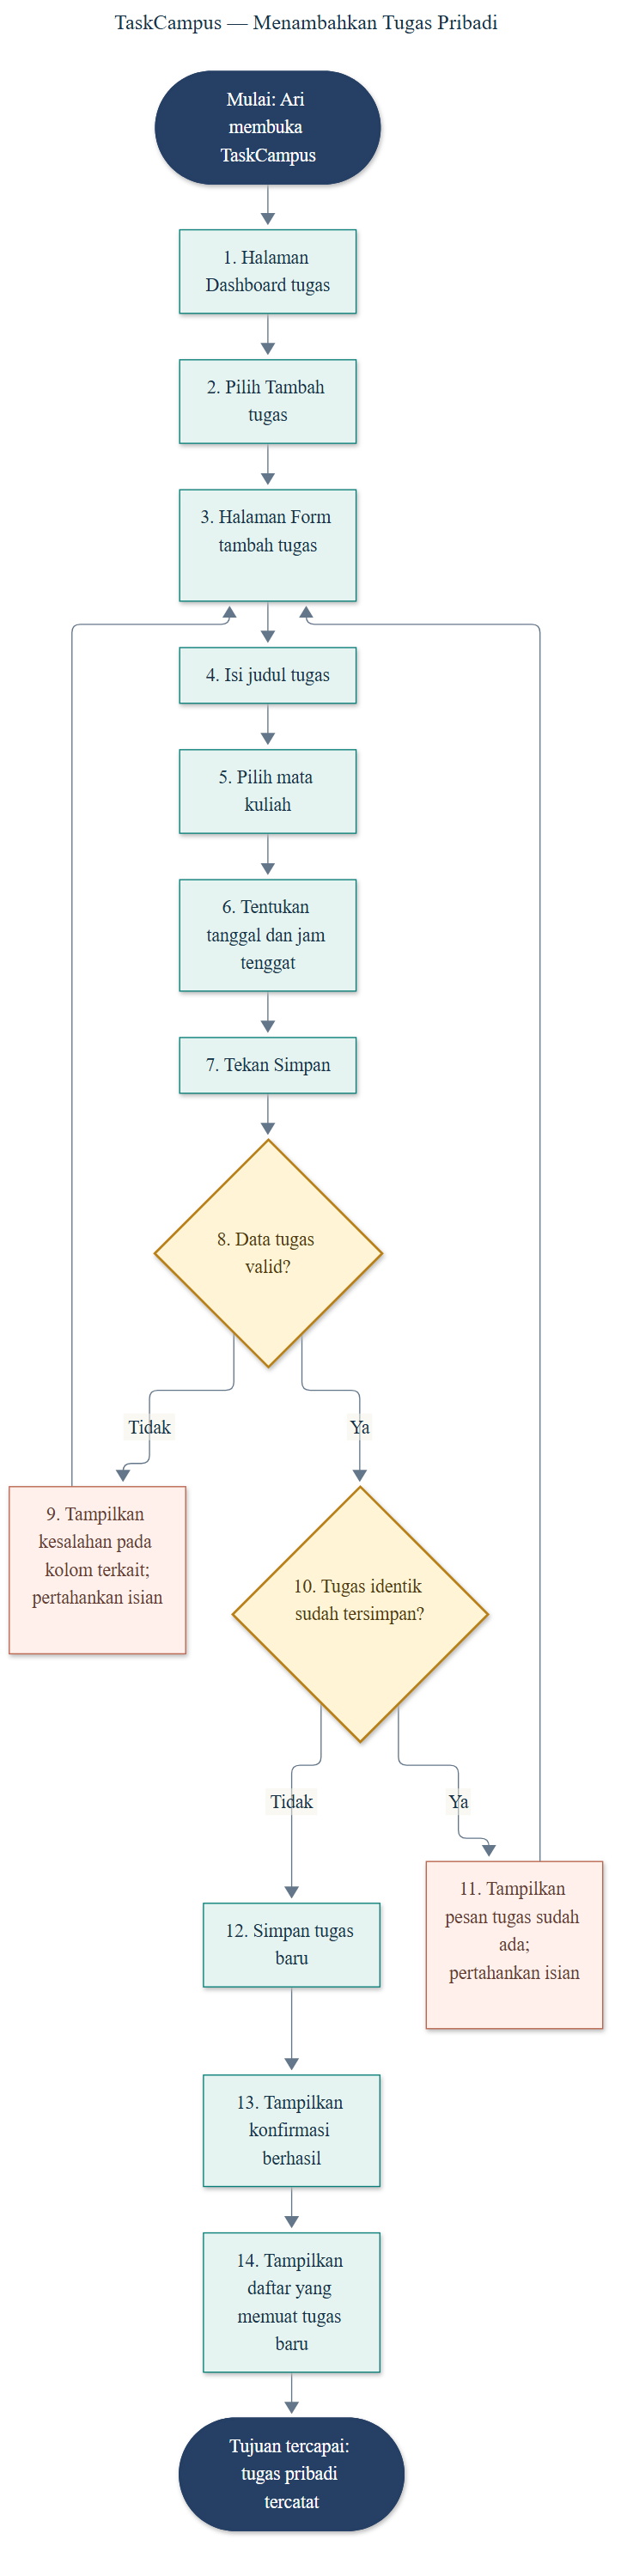 TaskCampus — Menambahkan Tugas Pribadi
Mulai: Ari
membuka
TaskCampus
1. Halaman
Dashboard tugas
2. Pilih Tambah
tugas
3. Halaman Form
tambah tugas
4. Isi judul tugas
5. Pilih mata
kuliah
6. Tentukan
tanggal dan jam
tenggat
7. Tekan Simpan
8. Data tugas
valid?
Tidak
Ya
9. Tampilkan
kesalahan pada
kolom terkait;
pertahankan isian
10. Tugas identik
sudah tersimpan?
Tidak
Ya
11. Tampilkan
pesan tugas sudah
ada;
pertahankan isian
12. Simpan tugas
baru
13. Tampilkan
konfirmasi
berhasil
14. Tampilkan
daftar yang
memuat tugas
baru
Tujuan tercapai:
tugas pribadi
tercatat